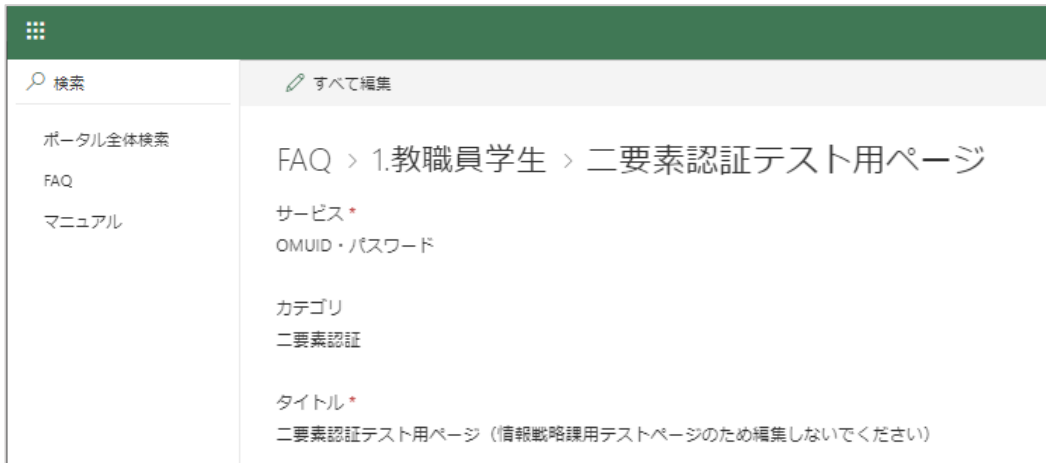 検索
すべて編集
ポータル全体検索
FAQ
マニュアル
FAQ > 1.教職員学生 > 二要素認証テスト用ページ
サービス *
OMUID・パスワード
カテゴリ
二要素認証
タイトル *
二要素認証テスト用ページ（情報戦略課用テストページのため編集しないでください）